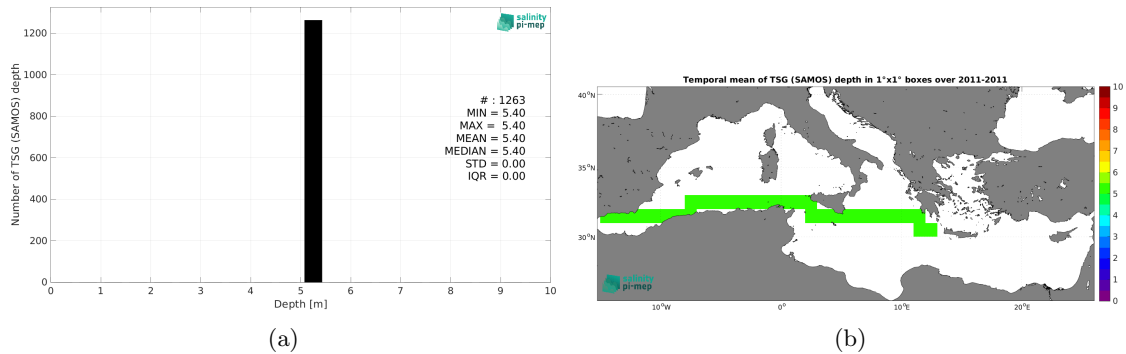 1200
1000
800
600
400
200
0
Number of TSG (SAMOS) depth
salinity
pi-mep
# : 1263
MIN = 5.40
MAX = 5.40
MEAN = 5.40
MEDIAN = 5.40
STD = 0.00
IQR = 0.00
0 1 2 3 4 5 6 7 8 9 10
Depth [m]
(a)
Temporal mean of TSG (SAMOS) depth in 1°x1° boxes over 2011-2011
40°N
35°N
30°N
10°W 0° 10°E 20°E
salinity
pi-mep
10
9
8
7
6
5
4
3
2
1
0
(b)